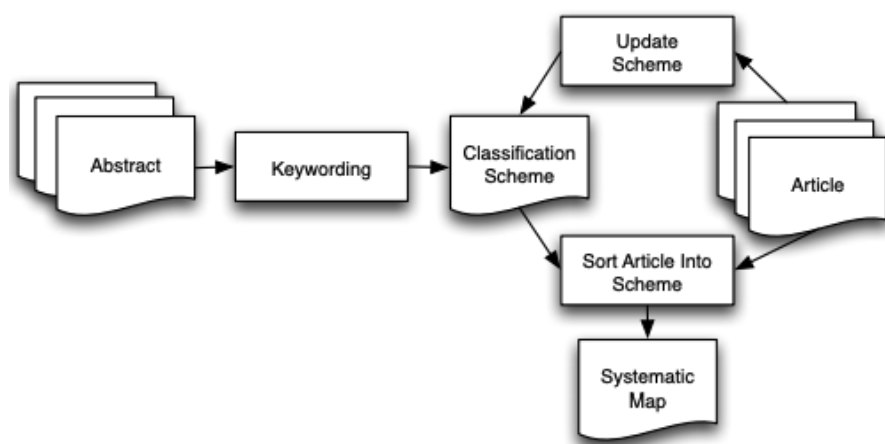 Update
Scheme
Abstract
Keywording
Classification
Scheme
Article
Sort Article Into
Scheme
Systematic
Map